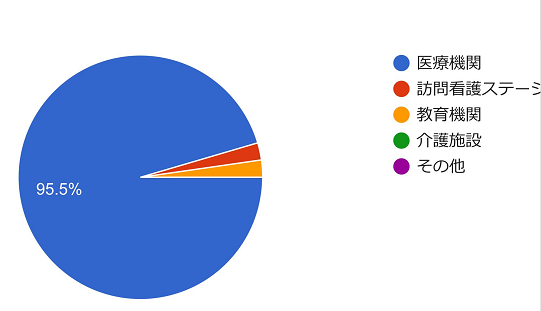 医療機関
訪問看護ステーシ
教育機関
介護施設
その他
95.5%